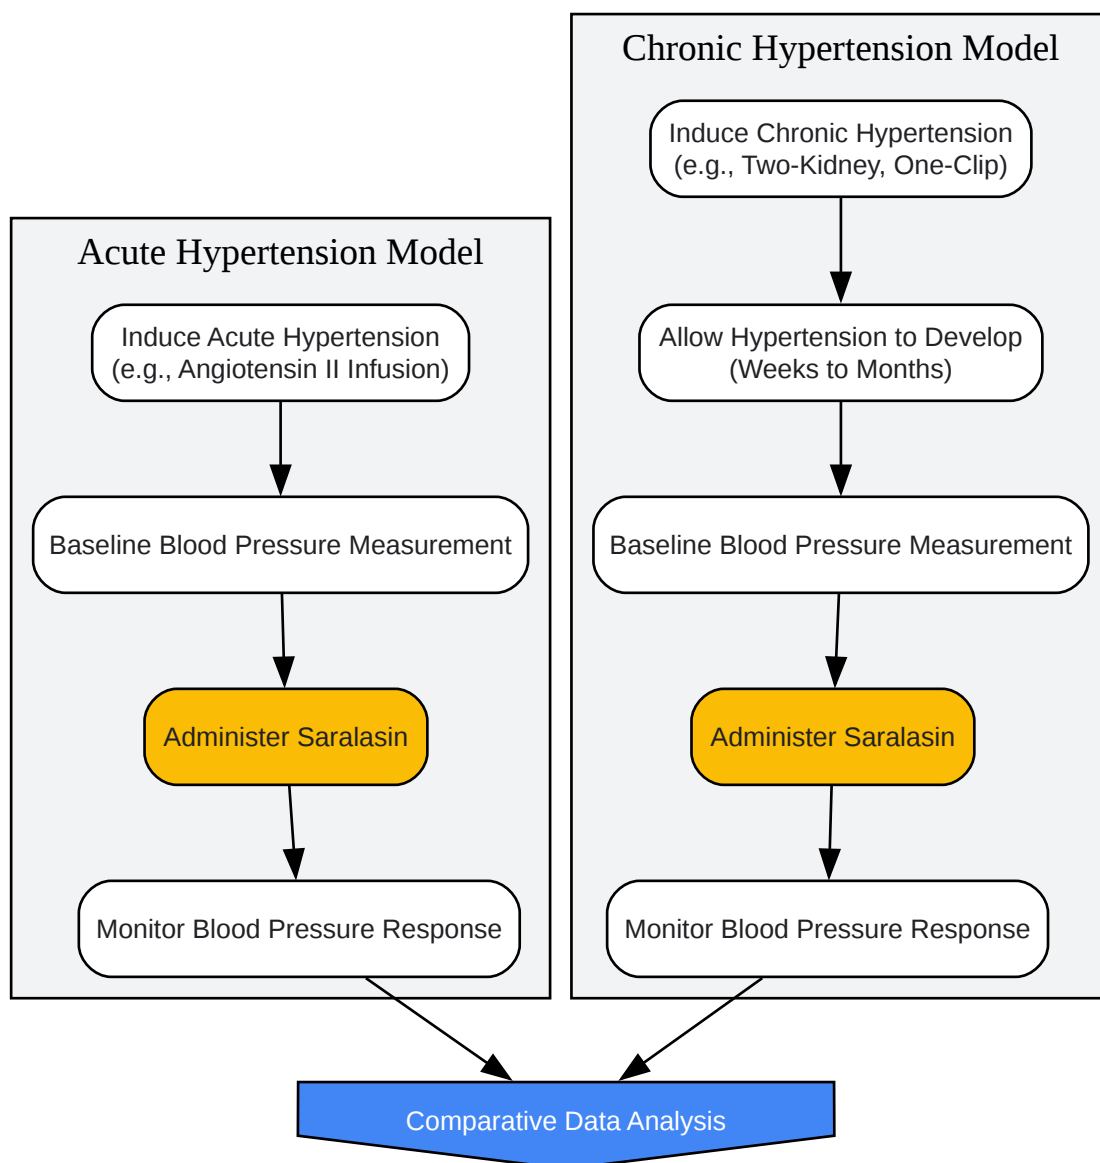 Acute Hypertension Model
Induce Acute Hypertension
(e.g., Angiotensin II Infusion)
Baseline Blood Pressure Measurement
Administer Saralasin
Monitor Blood Pressure Response
Chronic Hypertension Model
Induce Chronic Hypertension
(e.g., Two-Kidney, One-Clip)
Allow Hypertension to Develop
(Weeks to Months)
Baseline Blood Pressure Measurement
Administer Saralasin
Monitor Blood Pressure Response
Comparative Data Analysis